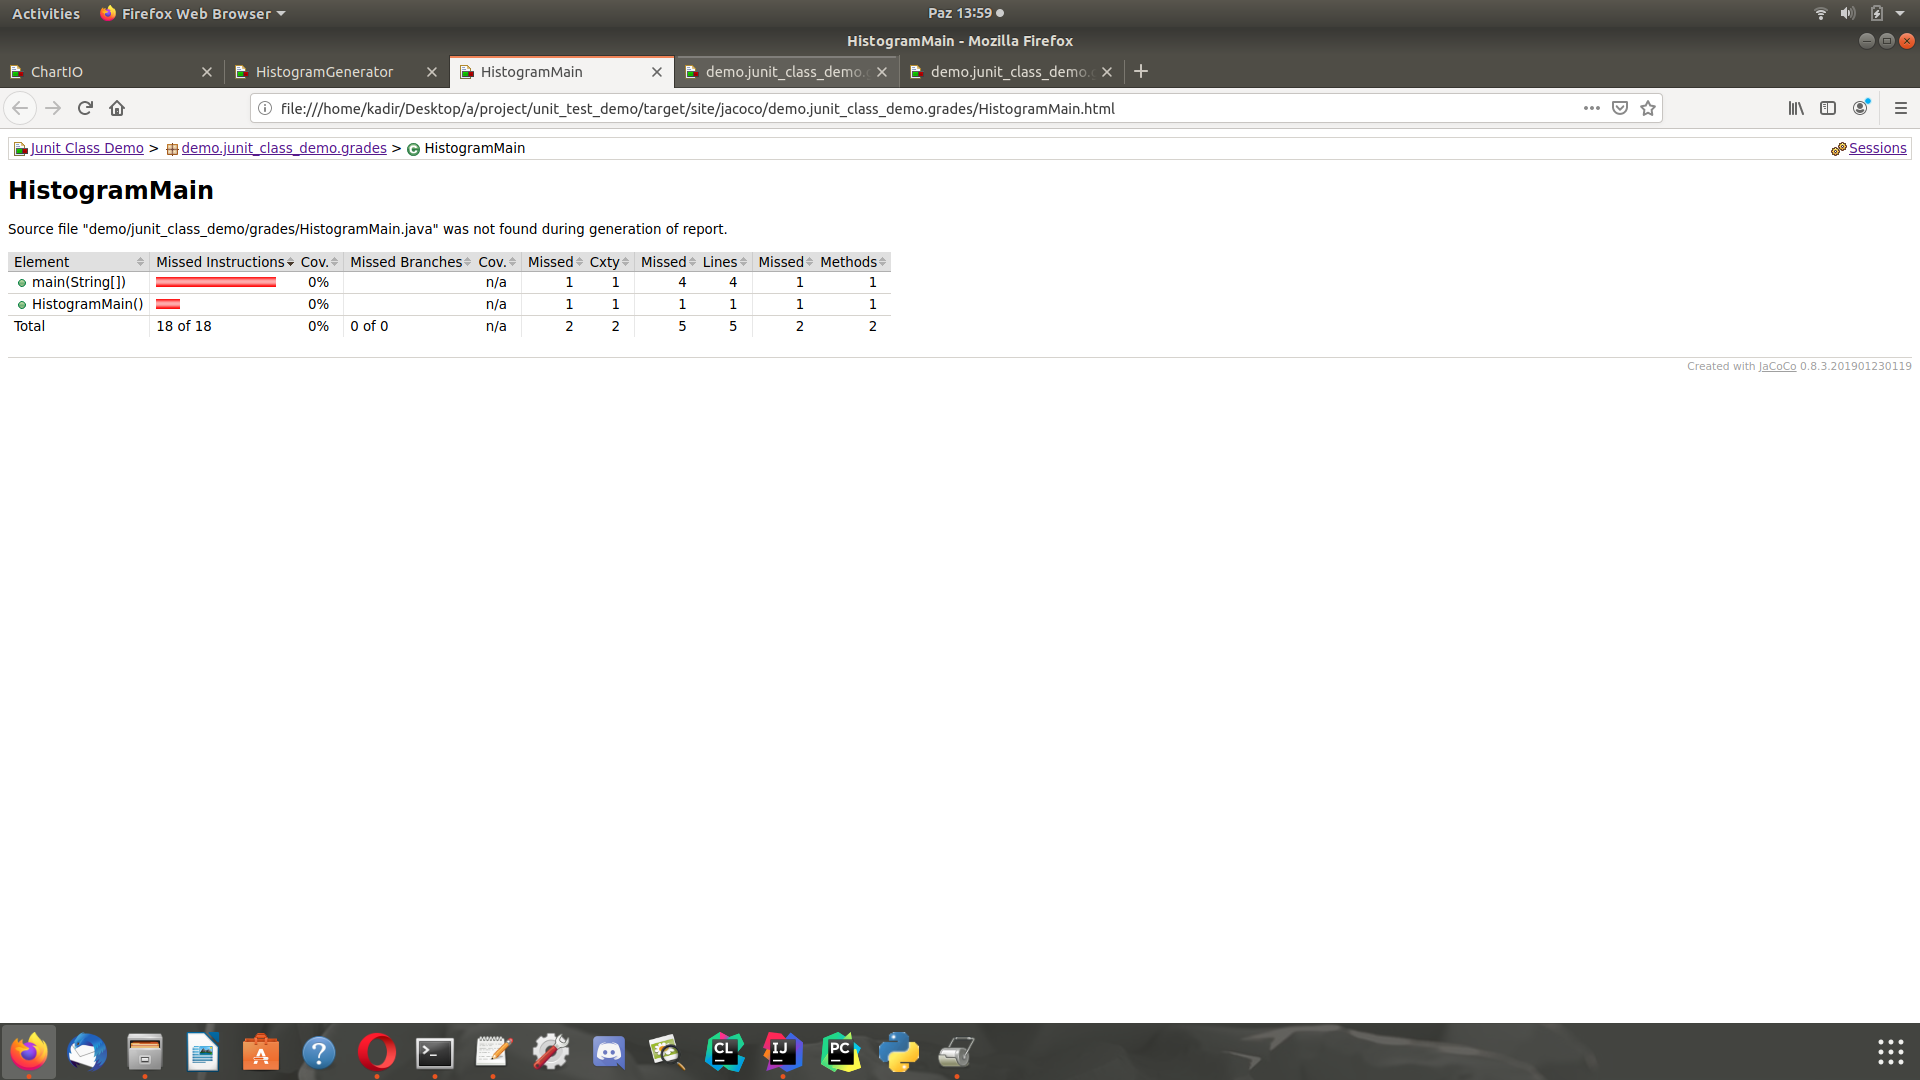 Activities Firefox Web Browser Paz 13:59
HistogramMain - Mozilla Firefox
ChartIO HistogramGenerator HistogramMain demo.junit_class_demo. demo.junit_class_demo.
file:///home/kadir/Desktop/a/project/unit_test_demo/target/site/jacoco/demo.junit_class_demo.grades/HistogramMain.html
Junit Class Demo > demo.junit_class_demo.grades > HistogramMain Sessions
HistogramMain
Source file "demo/junit_class_demo/grades/HistogramMain.java" was not found during generation of report.
Element Missed Instructions Cov. Missed Branches Cov. Missed Cxty Missed Lines Missed Methods
main(String[]) 0% n/a 1 1 4 4 1 1
HistogramMain() 0% n/a 1 1 1 1 1 1
Total 18 of 18 0% 0 of 0 n/a 2 2 5 5 2 2
Created with JaCoCo 0.8.3.201901230119
CL IJ PC